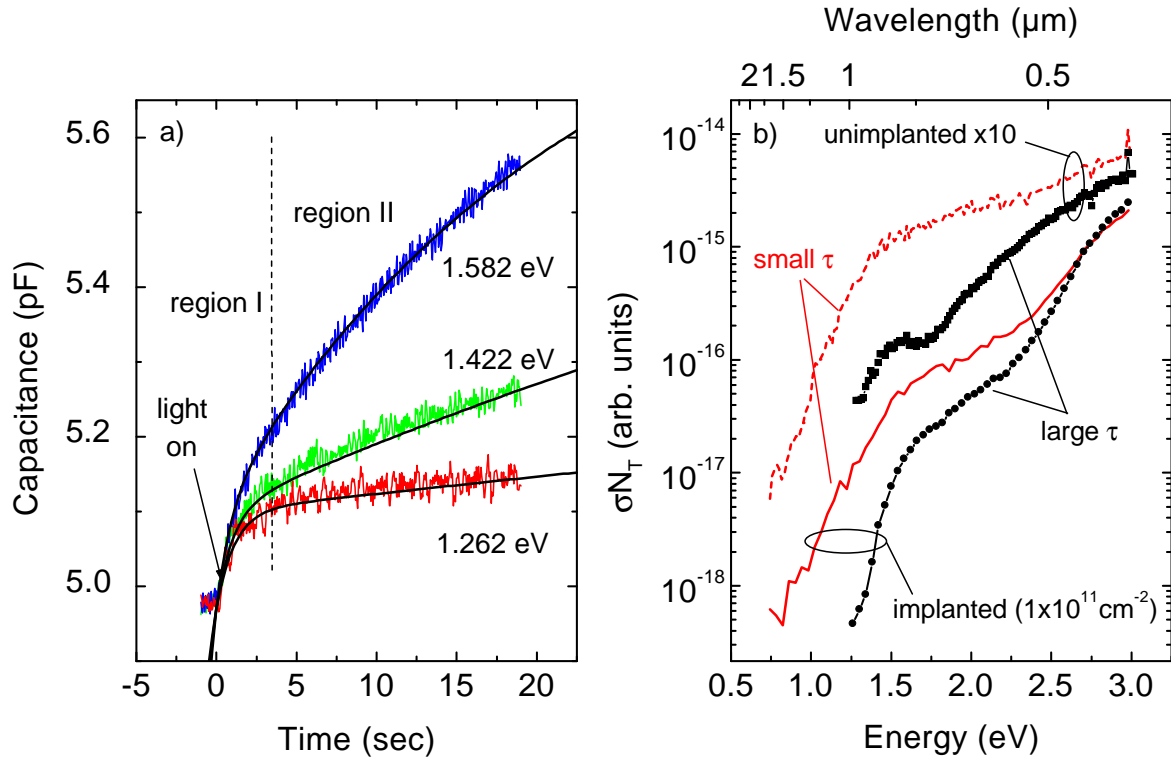 a)
5.6
5.4
5.2
5.0
Capacitance (pF)
region II
region I
1.582 eV
1.422 eV
1.262 eV
light
on
-5 0 5 10 15 20
Time (sec)
Wavelength (µm)
2 1.5 1 0.5
b)
unimplanted x10
10⁻¹⁴
10⁻¹⁵
10⁻¹⁶
10⁻¹⁷
10⁻¹⁸
σN_T (arb. units)
small τ
large τ
implanted (1x10¹¹cm⁻²)
0.5 1.0 1.5 2.0 2.5 3.0
Energy (eV)